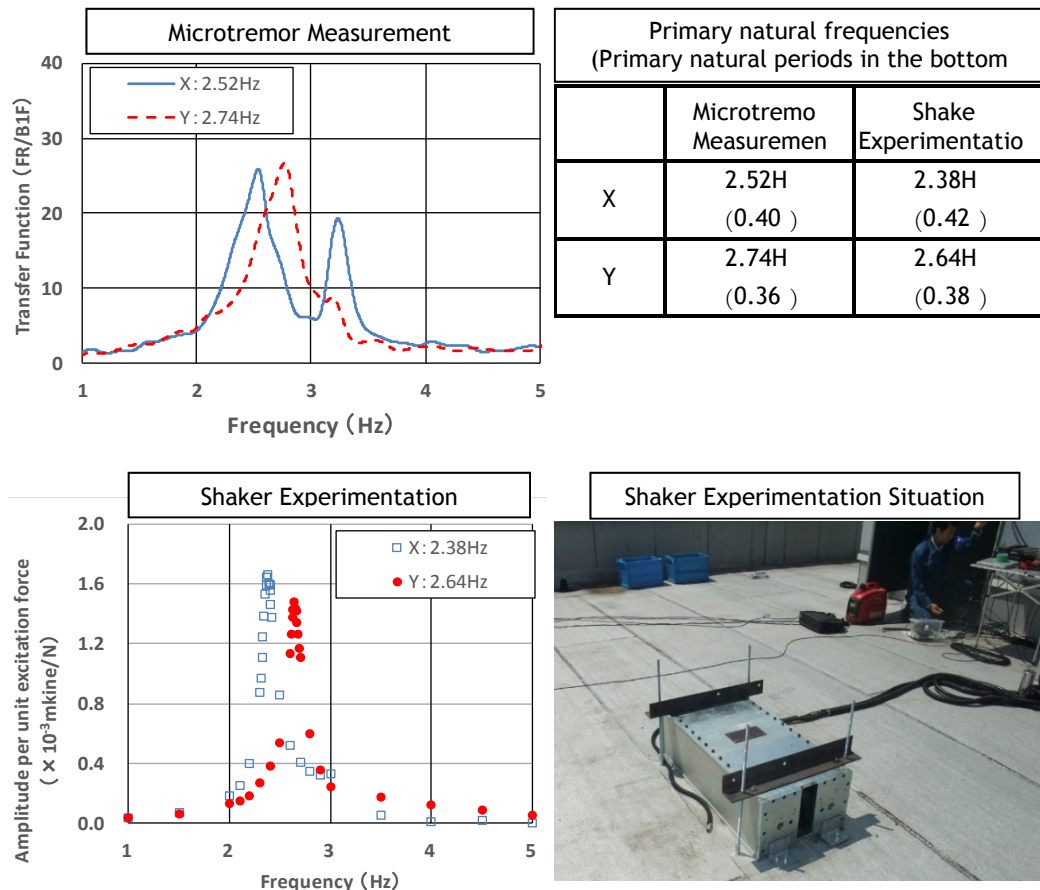 Microtremor Measurement
40
30
20
10
0
Transfer Function (FR/B1F)
X:2.52Hz
Y:2.74Hz
1 2 3 4 5
Frequency (Hz)
Primary natural frequencies
(Primary natural periods in the bottom
Microtremo
Measuremen
Shake
Experimentatio
X
2.52H
(0.40 )
2.38H
(0.42 )
Y
2.74H
(0.36 )
2.64H
(0.38 )
Shaker Experimentation
2.0
1.6
1.2
0.8
0.4
0.0
Amplitude per unit excitation force
(×10-3mkine/N)
X:2.38Hz
Y:2.64Hz
1 2 3 4 5
Frequency (Hz)
Shaker Experimentation Situation